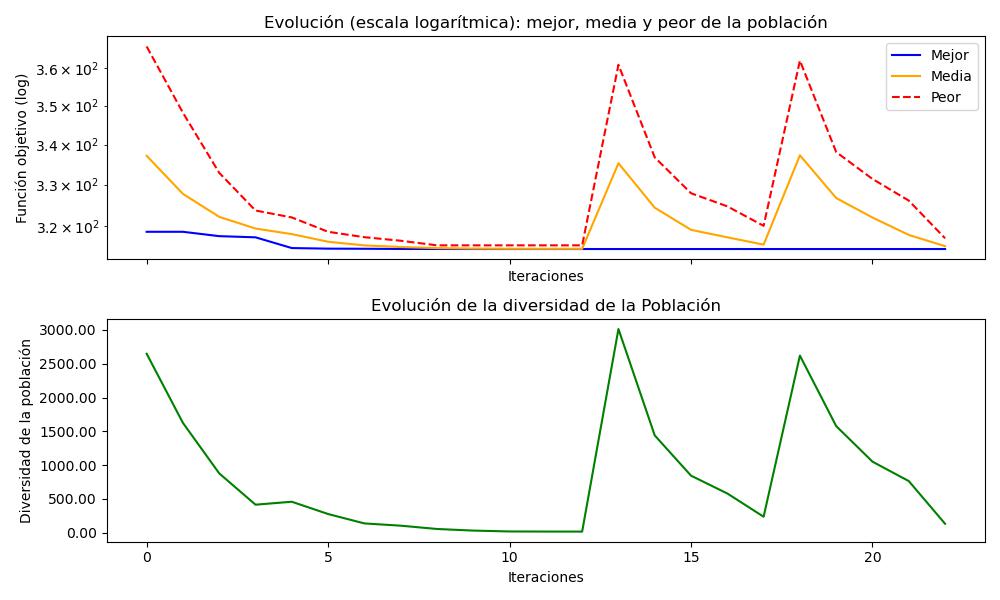 Evolución (escala logarítmica): mejor, media y peor de la población
Función objetivo (log)
3.6 × 10²
3.5 × 10²
3.4 × 10²
3.3 × 10²
3.2 × 10²
Mejor
Media
Peor
Iteraciones
Evolución de la diversidad de la Población
Diversidad de la población
3000.00
2500.00
2000.00
1500.00
1000.00
500.00
0.00
0 5 10 15 20
Iteraciones